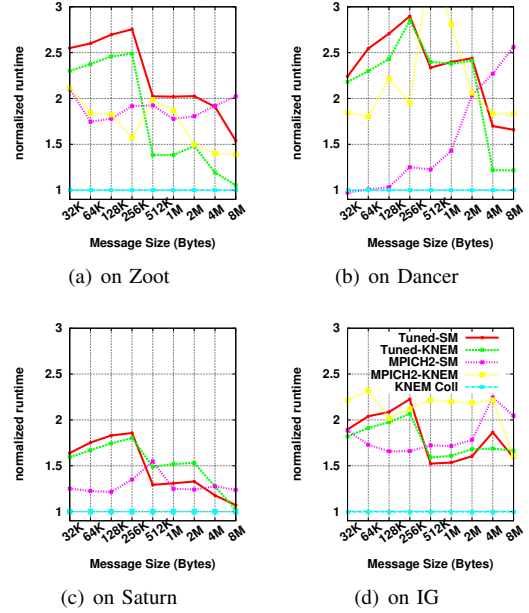 3
2.5
2
1.5
1
normalized runtime
32K
64K
128K
256K
512K
1M
2M
4M
8M
Message Size (Bytes)
(a) on Zoot
3
2.5
2
1.5
1
normalized runtime
32K
64K
128K
256K
512K
1M
2M
4M
8M
Message Size (Bytes)
(b) on Dancer
3
2.5
2
1.5
1
normalized runtime
32K
64K
128K
256K
512K
1M
2M
4M
8M
Message Size (Bytes)
(c) on Saturn
3
2.5
2
1.5
1
normalized runtime
Tuned-SM
Tuned-KNEM
MPICH2-SM
MPICH2-KNEM
KNEM Coll
32K
64K
128K
256K
512K
1M
2M
4M
8M
Message Size (Bytes)
(d) on IG